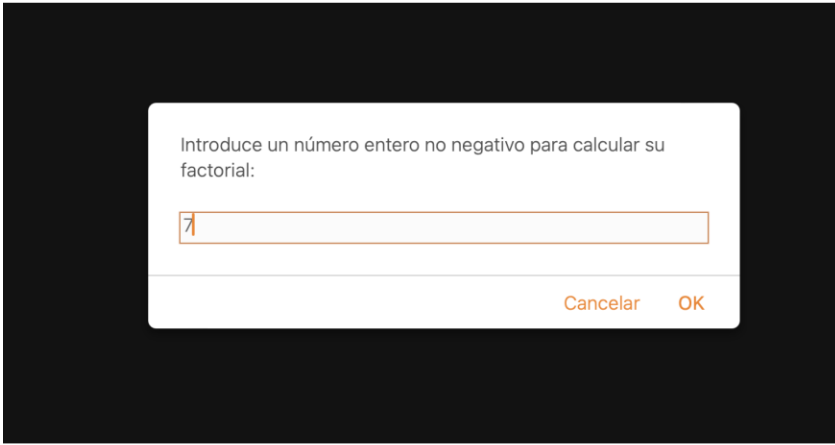 Introduce un número entero no negativo para calcular su
factorial:
7
Cancelar OK